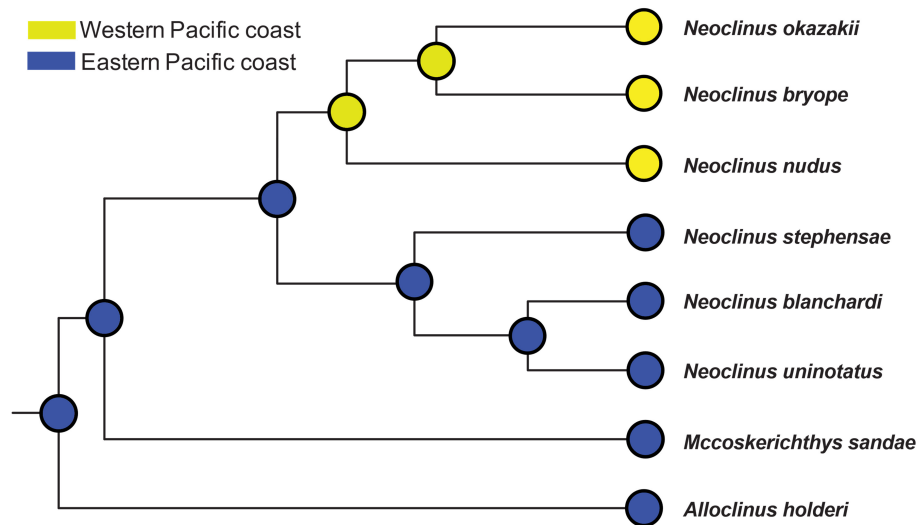 Western Pacific coast
Eastern Pacific coast
Neoclinus okazakii
Neoclinus bryope
Neoclinus nudus
Neoclinus stephensae
Neoclinus blanchardi
Neoclinus uninotatus
Mccoskerichthys sandae
Alloclinus holderi